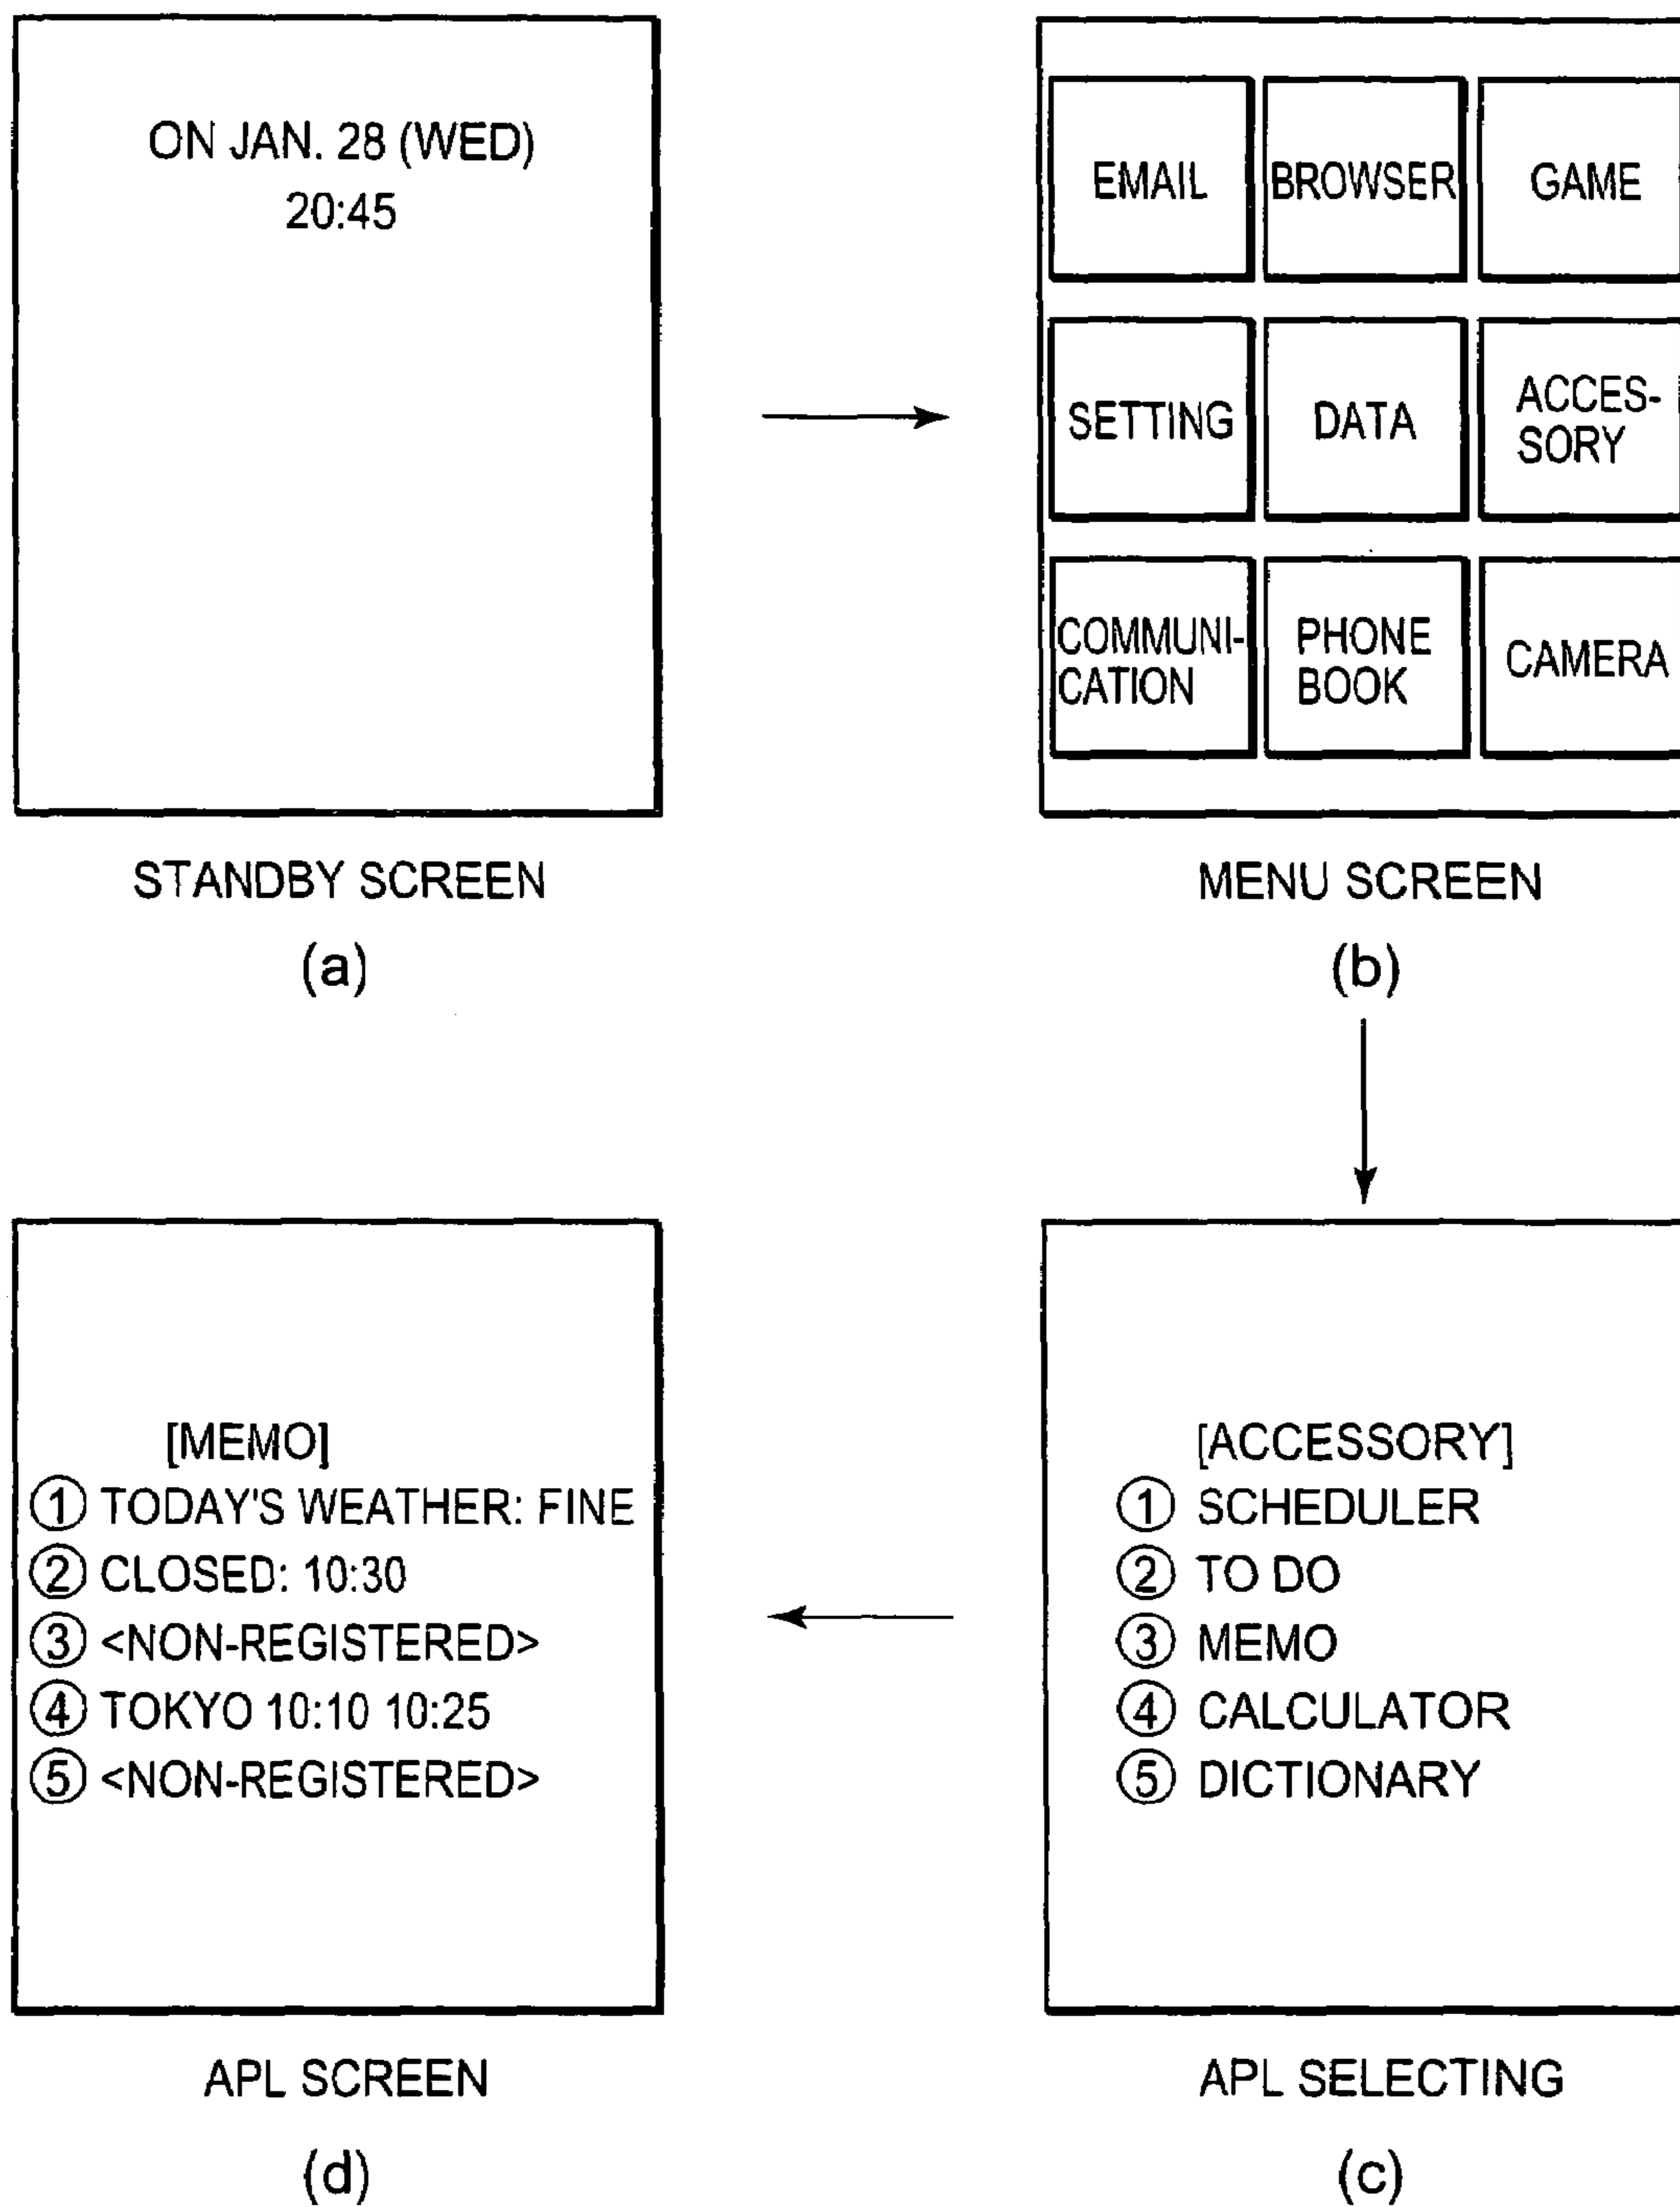 ON JAN. 28 (WED)
20:45
STANDBY SCREEN
(a)
EMAIL
BROWSER
GAME
SETTING
DATA
ACCES-
SORY
COMMUNI-
CATION
PHONE
BOOK
CAMERA
MENU SCREEN
(b)
[ACCESSORY]
① SCHEDULER
② TO DO
③ MEMO
④ CALCULATOR
⑤ DICTIONARY
APL SELECTING
(c)
[MEMO]
① TODAY'S WEATHER: FINE
② CLOSED: 10:30
③ <NON-REGISTERED>
④ TOKYO 10:10 10:25
⑤ <NON-REGISTERED>
APL SCREEN
(d)